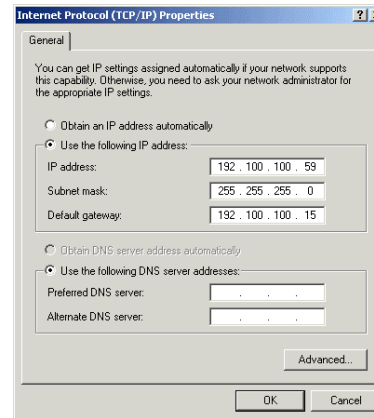 Internet Protocol (TCP/IP) Properties
General
You can get IP settings assigned automatically if your network supports
this capability. Otherwise, you need to ask your network administrator for
the appropriate IP settings.
Obtain an IP address automatically
Use the following IP address:
IP address: 192 . 100 . 100 . 59
Subnet mask: 255 . 255 . 255 . 0
Default gateway: 192 . 100 . 100 . 15
Obtain DNS server address automatically
Use the following DNS server addresses:
Preferred DNS server: . . .
Alternate DNS server: . . .
Advanced...
OK Cancel